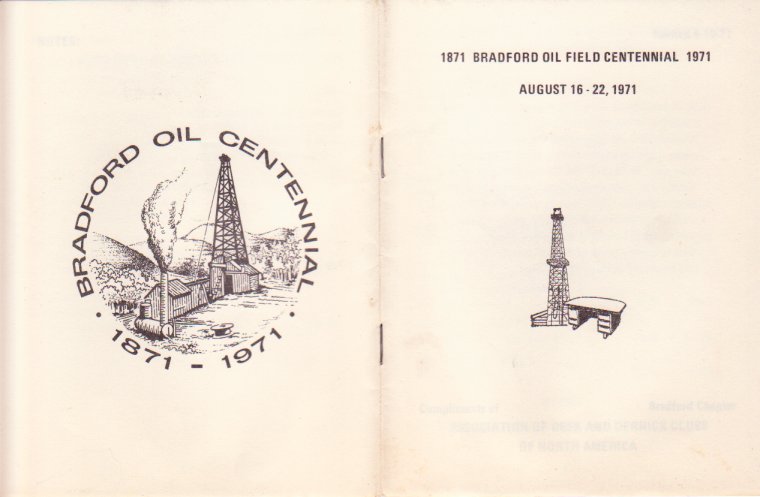 BRADFORD OIL CENTENNIAL
· 1871 - 1971 ·
1871 BRADFORD OIL FIELD CENTENNIAL 1971
AUGUST 16 - 22, 1971
Compliments of Bradford Chapter
ASSOCIATION OF DESK AND DERRICK CLUBS
OF NORTH AMERICA